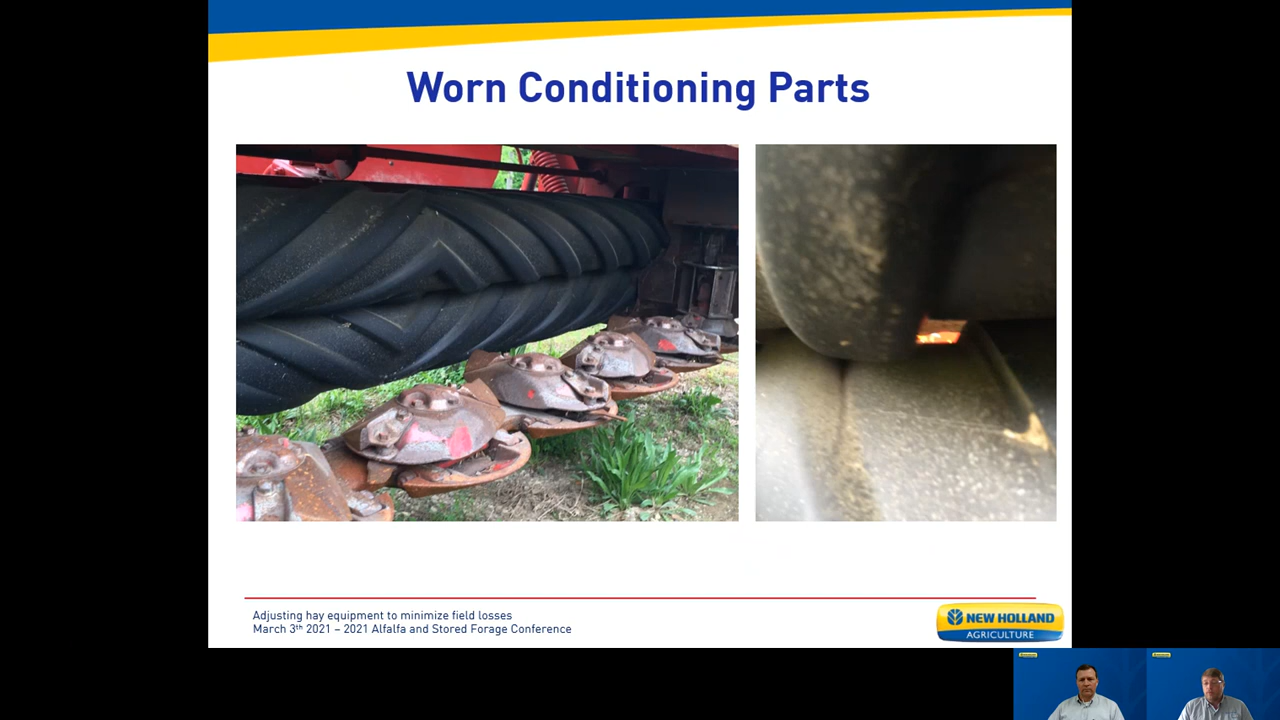 Worn Conditioning Parts
Adjusting hay equipment to minimize field losses
March 3th 2021 – 2021 Alfalfa and Stored Forage Conference
NEW HOLLAND
AGRICULTURE